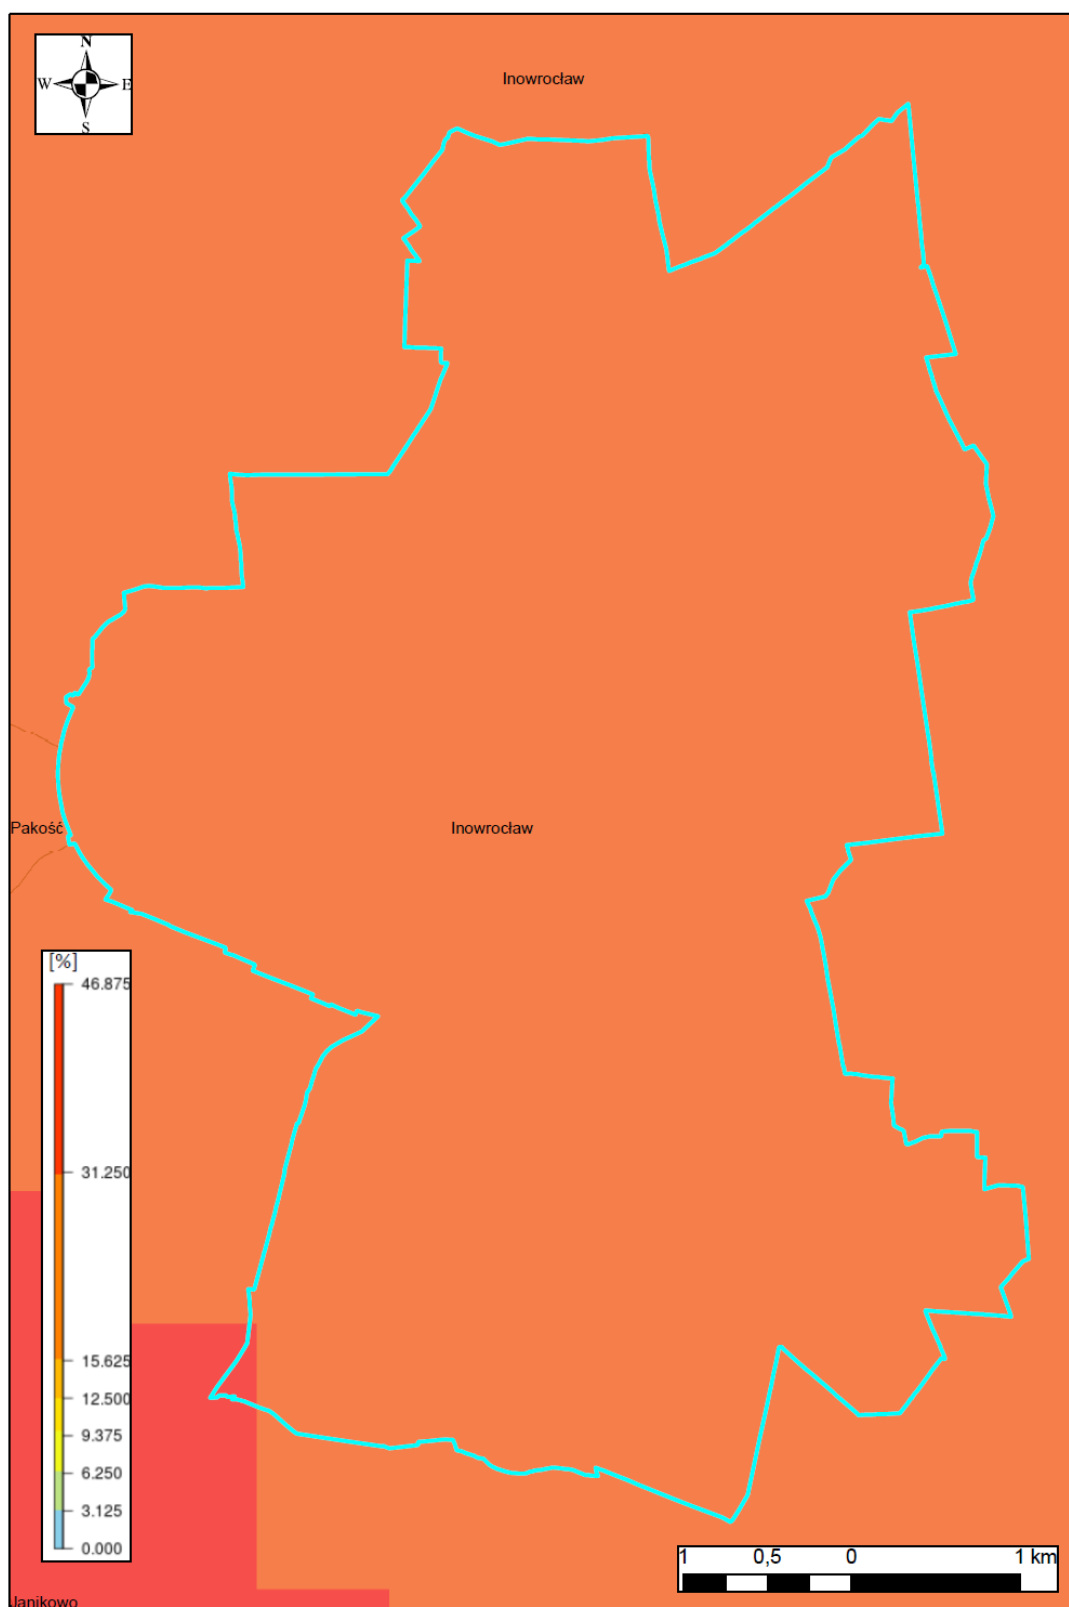 N
W E
S
Inowrocław
Pakość
Inowrocław
[%]
46.875
31.250
15.625
12.500
9.375
6.250
3.125
0.000
1 0,5 0 1 km
Janikowo